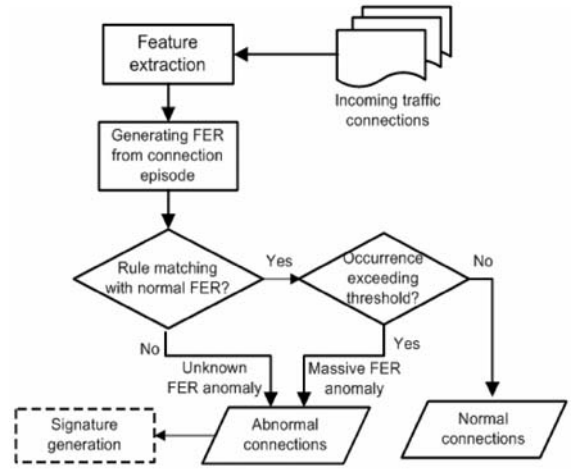 Feature
extraction
Incoming traffic
connections
Generating FER
from connection
episode
Rule matching
with normal FER?
Yes
Occurrence
exceeding
threshold?
No
No
Unknown
FER anomaly
Yes
Massive FER
anomaly
Signature
generation
Abnormal
connections
Normal
connections